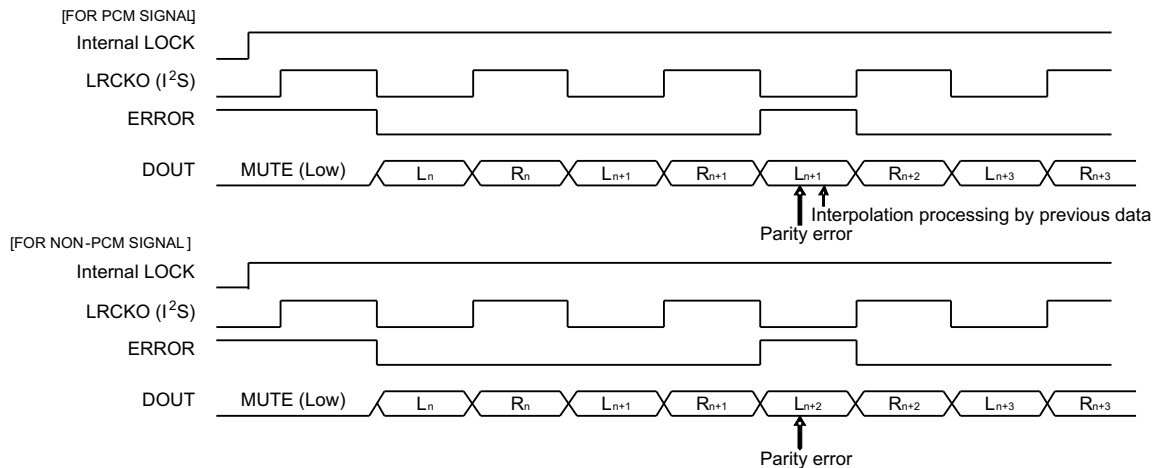 [FOR PCM SIGNAL]
Internal LOCK
LRCKO (I²S)
ERROR
DOUT MUTE (Low) Ln Rn Ln+1 Rn+1 Ln+1 Rn+2 Ln+3 Rn+3
Interpolation processing by previous data
Parity error
[FOR NON-PCM SIGNAL]
Internal LOCK
LRCKO (I²S)
ERROR
DOUT MUTE (Low) Ln Rn Ln+1 Rn+1 Ln+2 Rn+2 Ln+3 Rn+3
Parity error